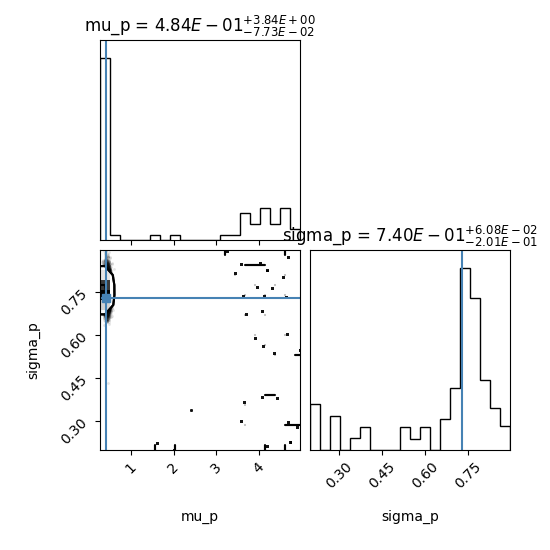 mu_p = 4.84E − 01 +3.84E + 00 −7.73E − 02
sigma_p = 7.40E − 01 +6.08E − 02 −2.01E − 01
sigma_p
0.75
0.60
0.45
0.30
1 2 3 4
0.30 0.45 0.60 0.75
mu_p
sigma_p